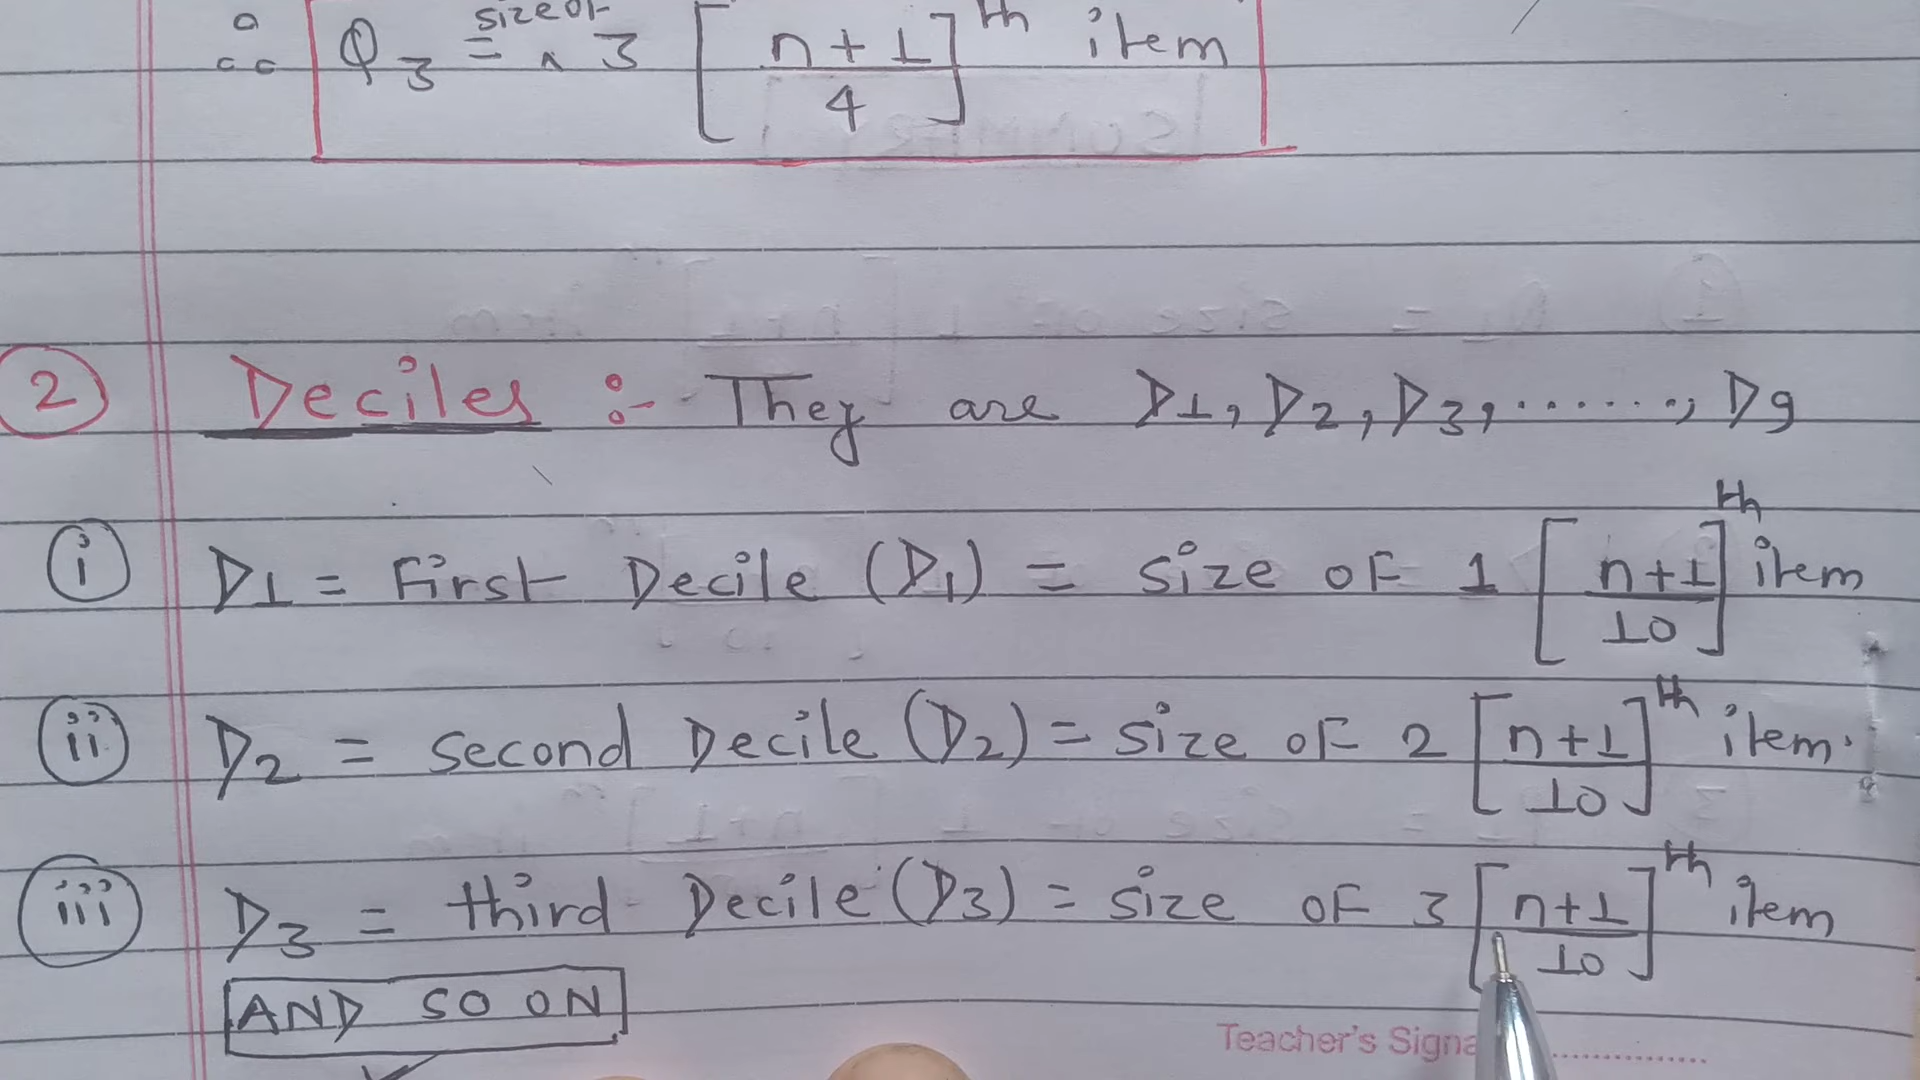 ∴ Q3 = size of 3 [n+1/4]th item
2 Deciles :- They are D1, D2, D3, ......., D9
i D1 = First Decile (D1) = size of 1 [n+1/10]th item
ii D2 = second Decile (D2) = size of 2 [n+1/10]th item.
iii D3 = third Decile (D3) = size of 3 [n+1/10]th item
AND SO ON
Teacher's Signa ..............